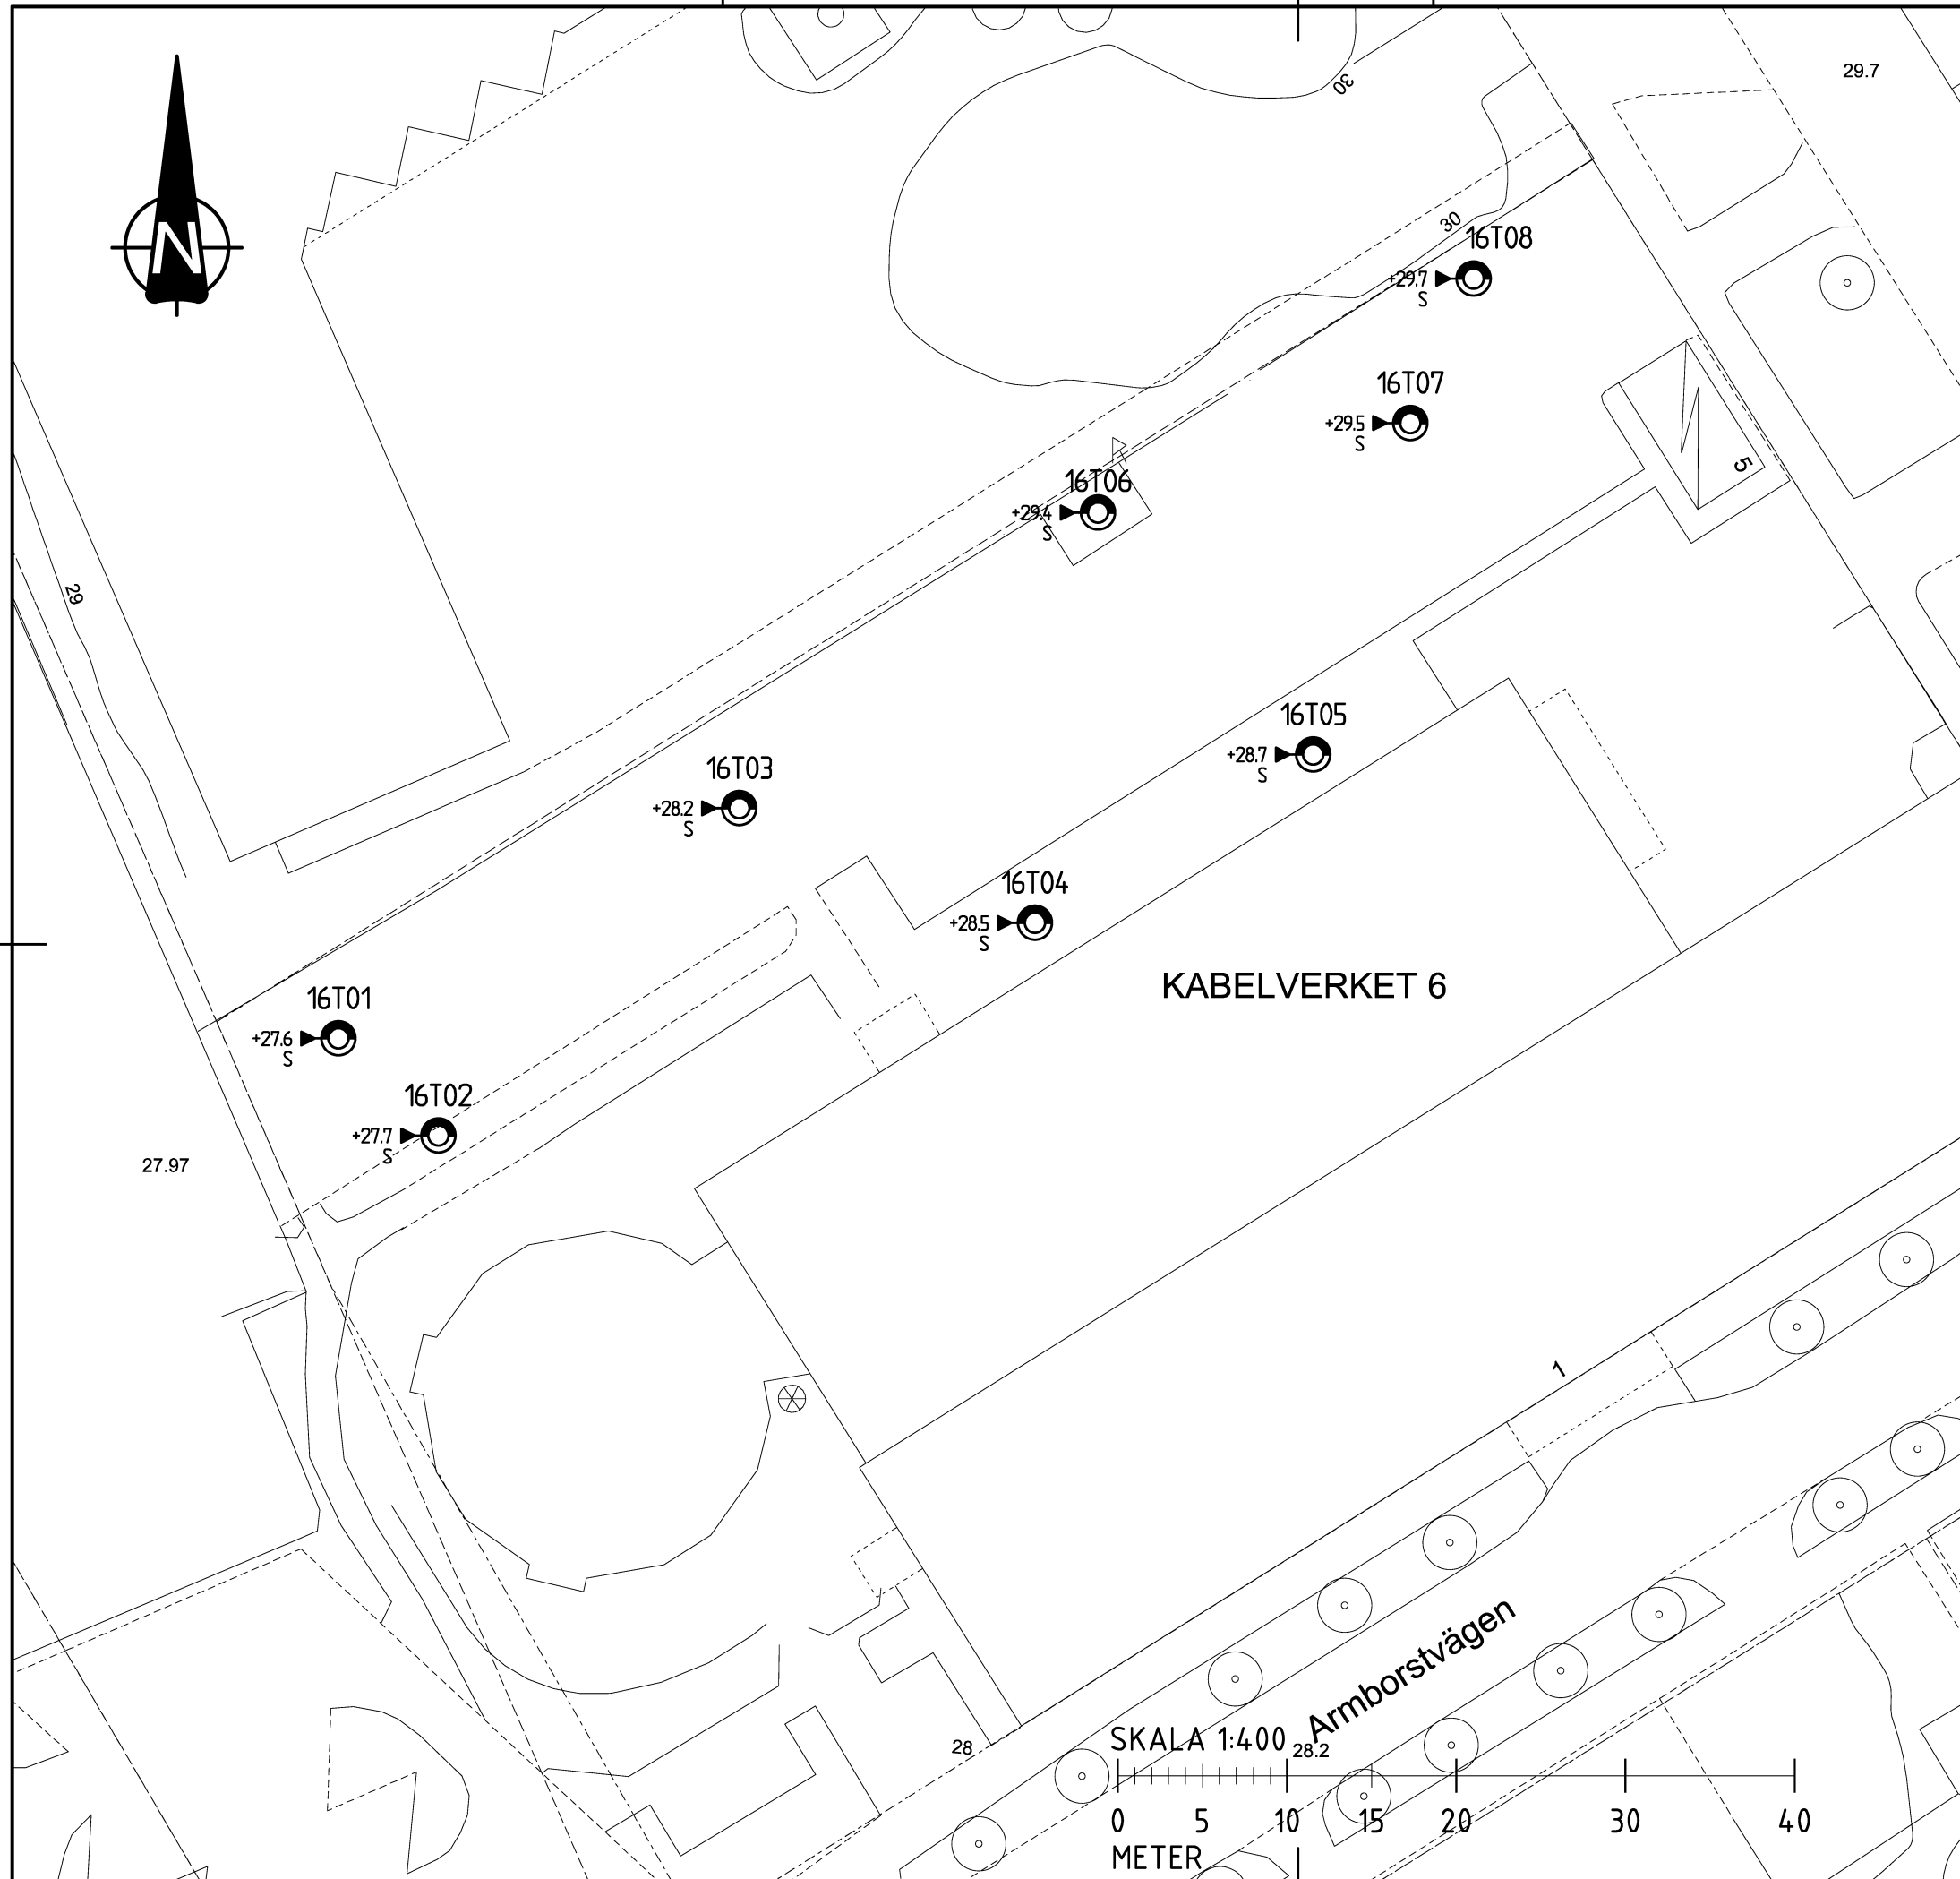 29.7
30
N
30
16T08
+29.7
S
16T07
+29.5
S
5
16T06
+29.4
S
29
16T05
+28.7
S
16T03
+28.2
S
16T04
+28.5
S
KABELVERKET 6
16T01
+27.6
S
16T02
+27.7
S
27.97
1
Armborstvägen
28
SKALA 1:400
28.2
0 5 10 15 20 30 40
METER